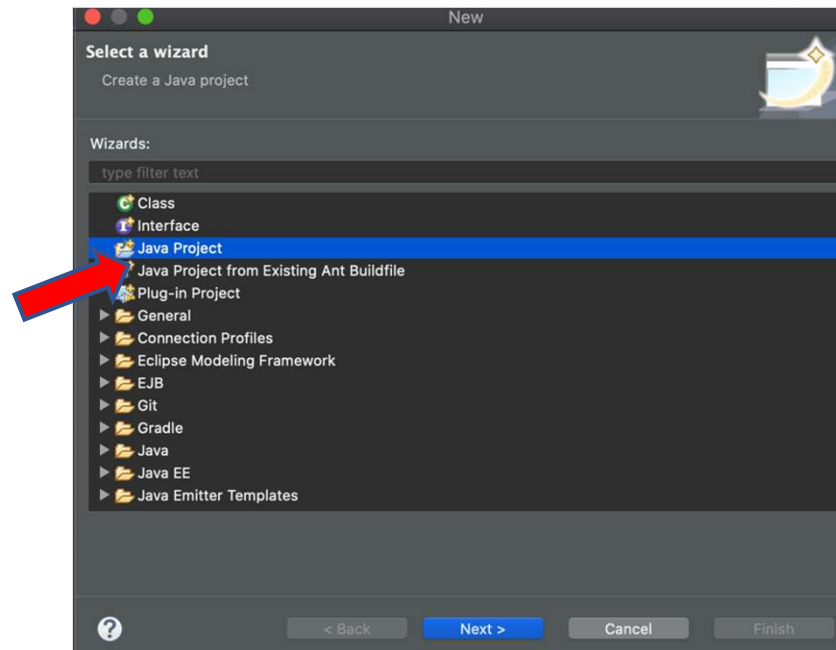 New
Select a wizard
Create a Java project
Wizards:
type filter text
Class
Interface
Java Project
Java Project from Existing Ant Buildfile
Plug-in Project
General
Connection Profiles
Eclipse Modeling Framework
EJB
Git
Gradle
Java
Java EE
Java Emitter Templates
? < Back Next > Cancel Finish